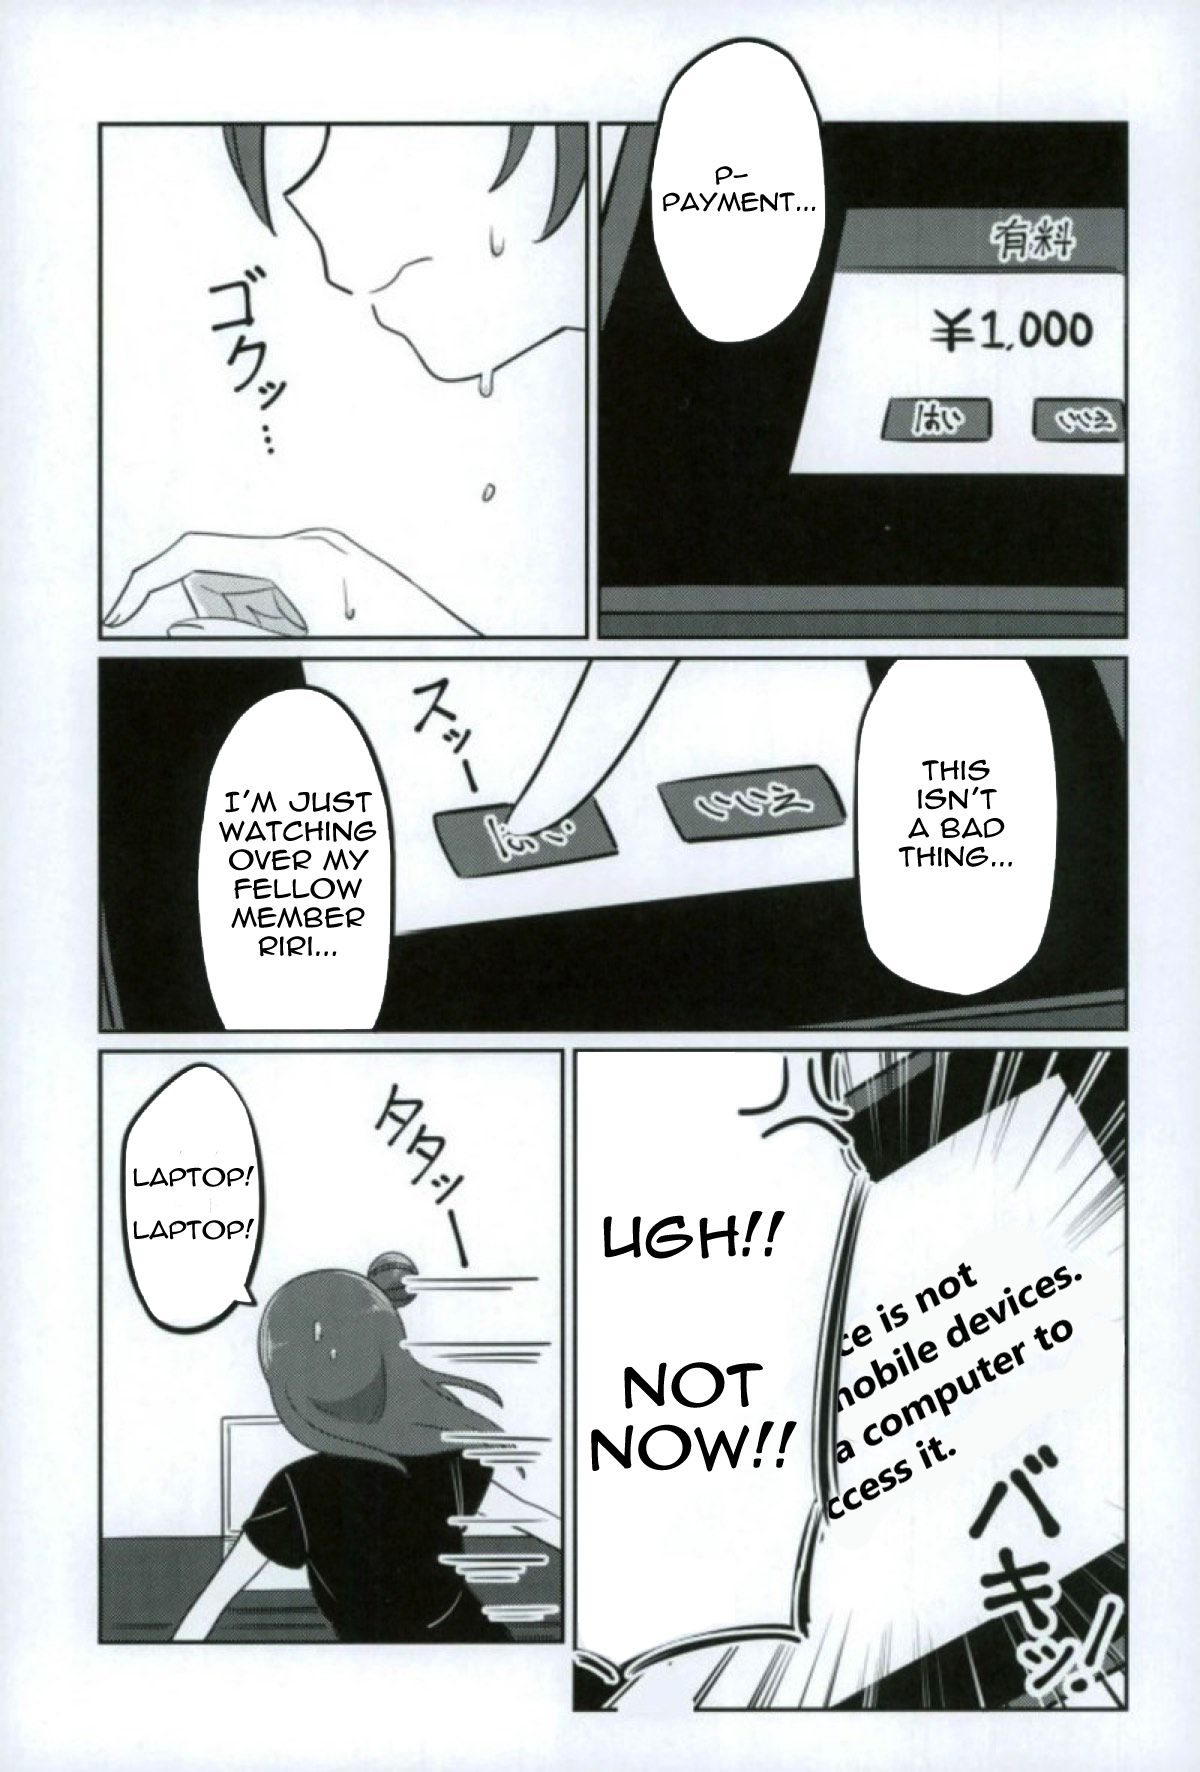 P-
PAYMENT...
有料
¥1,000
はい
ゴクッ…
THIS
ISN'T
A BAD
THING...
スッー
はい
I'M JUST
WATCHING
OVER MY
FELLOW
MEMBER
RIRI...
ce is not
mobile devices.
a computer to
ccess it.
バキッ!
UGH!!
NOT
NOW!!
タタッー
LAPTOP!
LAPTOP!